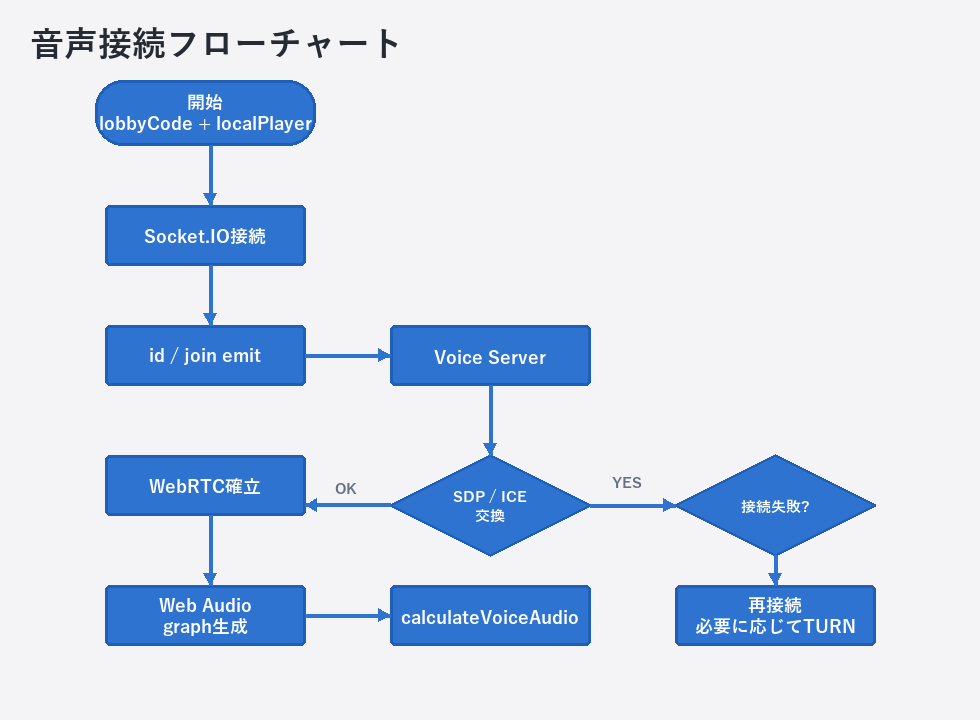 音声接続フローチャート
開始
lobbyCode + localPlayer
Socket.IO接続
id / join emit
Voice Server
WebRTC確立
OK
SDP / ICE
交換
YES
接続失敗?
Web Audio
graph生成
calculateVoiceAudio
再接続
必要に応じてTURN